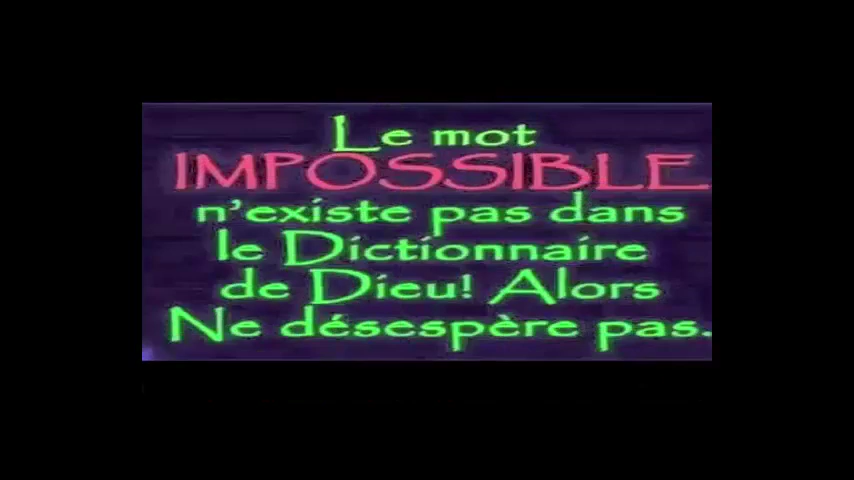 Le mot
IMPOSSIBLE
n'existe pas dans
le Dictionnaire
de Dieu! Alors
Ne désespère pas.